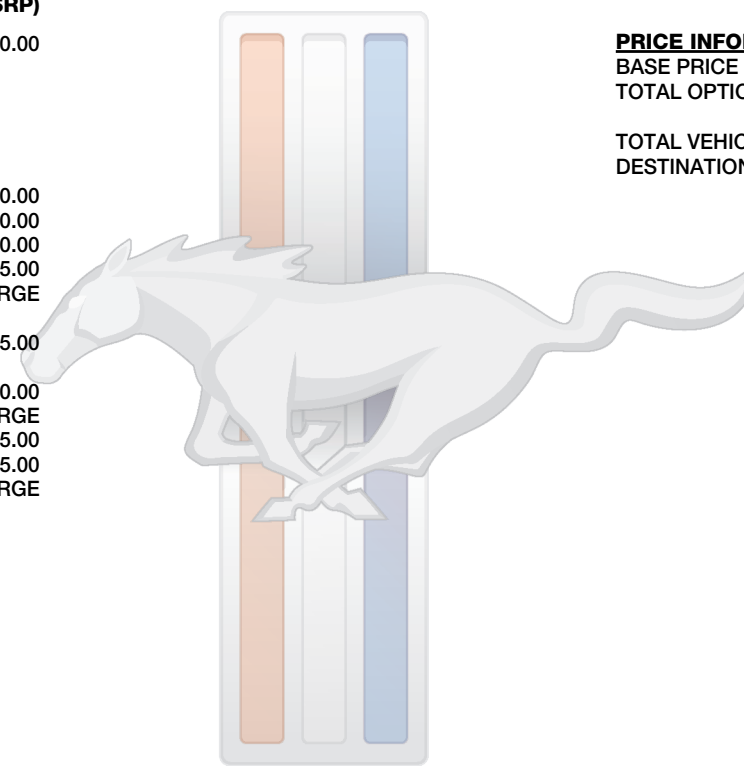 SRP)
0.00
0.00
0.00
0.00
5.00
RGE
5.00
0.00
RGE
5.00
5.00
RGE
PRICE INFO
BASE PRICE
TOTAL OPTIO
TOTAL VEHIC
DESTINATION